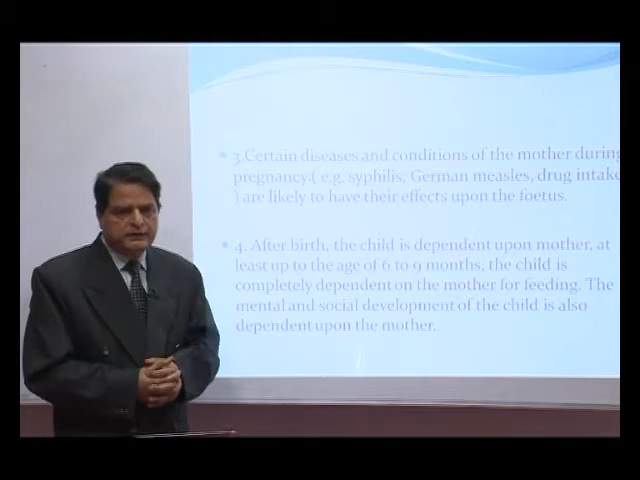 3.Certain diseases and conditions of the mother during
pregnancy.( e.g. syphilis, German measles, drug intake
) are likely to have their effects upon the foetus.
4. After birth, the child is dependent upon mother, at
least up to the age of 6 to 9 months, the child is
completely dependent on the mother for feeding. The
mental and social development of the child is also
dependent upon the mother.